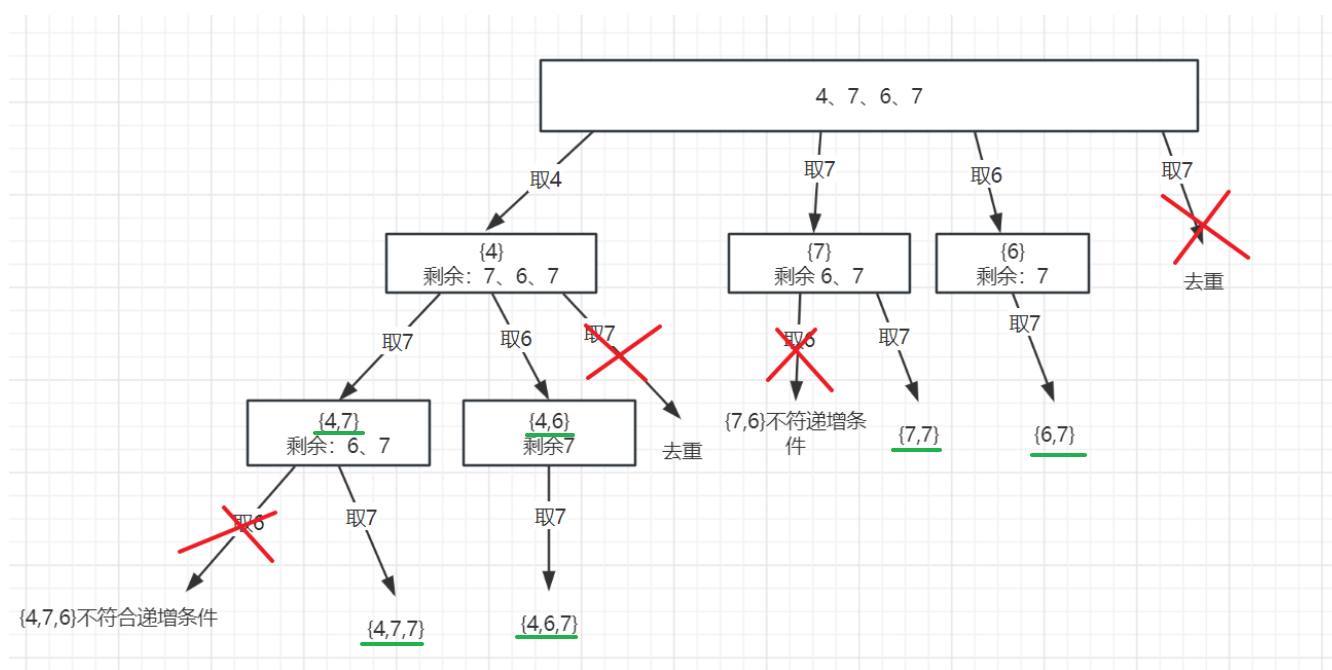 4、7、6、7
取4
取7
取6
取7
{4}
剩余：7、6、7
{7}
剩余 6、7
{6}
剩余：7
去重
取7
取6
取7
取6
取7
取7
{4,7}
剩余：6、7
{4,6}
剩余7
去重
{7,6}不符递增条
件
{7,7}
{6,7}
取6
取7
取7
{4,7,6}不符合递增条件
{4,7,7}
{4,6,7}